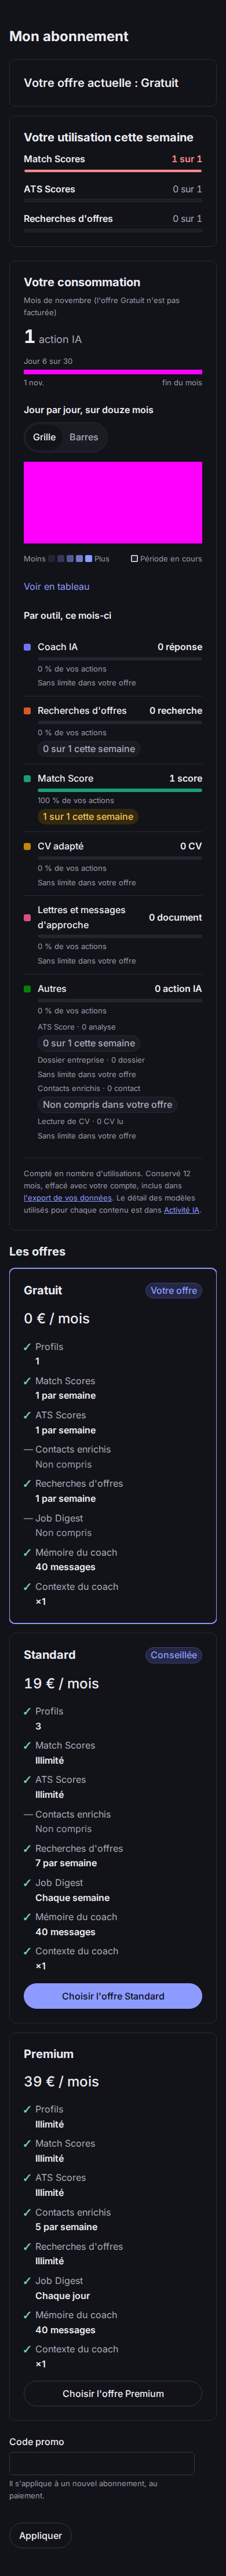 Mon abonnement
Votre offre actuelle : Gratuit
Votre utilisation cette semaine
Match Scores 1 sur 1
ATS Scores 0 sur 1
Recherches d'offres 0 sur 1
Votre consommation
Mois de novembre (l'offre Gratuit n'est pas
facturée)
1 action IA
Jour 6 sur 30
1 nov. fin du mois
Jour par jour, sur douze mois
Grille Barres
Moins Plus Période en cours
Voir en tableau
Par outil, ce mois-ci
Coach IA 0 réponse
0 % de vos actions
Sans limite dans votre offre
Recherches d'offres 0 recherche
0 % de vos actions
0 sur 1 cette semaine
Match Score 1 score
100 % de vos actions
1 sur 1 cette semaine
CV adapté 0 CV
0 % de vos actions
Sans limite dans votre offre
Lettres et messages
d'approche 0 document
0 % de vos actions
Sans limite dans votre offre
Autres 0 action IA
0 % de vos actions
ATS Score · 0 analyse
0 sur 1 cette semaine
Dossier entreprise · 0 dossier
Sans limite dans votre offre
Contacts enrichis · 0 contact
Non compris dans votre offre
Lecture de CV · 0 CV lu
Sans limite dans votre offre
Compté en nombre d'utilisations. Conservé 12
mois, effacé avec votre compte, inclus dans
l'export de vos données. Le détail des modèles
utilisés pour chaque contenu est dans Activité IA.
Les offres
Gratuit Votre offre
0 € / mois
✓ Profils
1
✓ Match Scores
1 par semaine
✓ ATS Scores
1 par semaine
— Contacts enrichis
Non compris
✓ Recherches d'offres
1 par semaine
— Job Digest
Non compris
✓ Mémoire du coach
40 messages
✓ Contexte du coach
×1
Standard Conseillée
19 € / mois
✓ Profils
3
✓ Match Scores
Illimité
✓ ATS Scores
Illimité
— Contacts enrichis
Non compris
✓ Recherches d'offres
7 par semaine
✓ Job Digest
Chaque semaine
✓ Mémoire du coach
40 messages
✓ Contexte du coach
×1
Choisir l'offre Standard
Premium
39 € / mois
✓ Profils
Illimité
✓ Match Scores
Illimité
✓ ATS Scores
Illimité
✓ Contacts enrichis
5 par semaine
✓ Recherches d'offres
Illimité
✓ Job Digest
Chaque jour
✓ Mémoire du coach
40 messages
✓ Contexte du coach
×1
Choisir l'offre Premium
Code promo
Il s'applique à un nouvel abonnement, au
paiement.
Appliquer